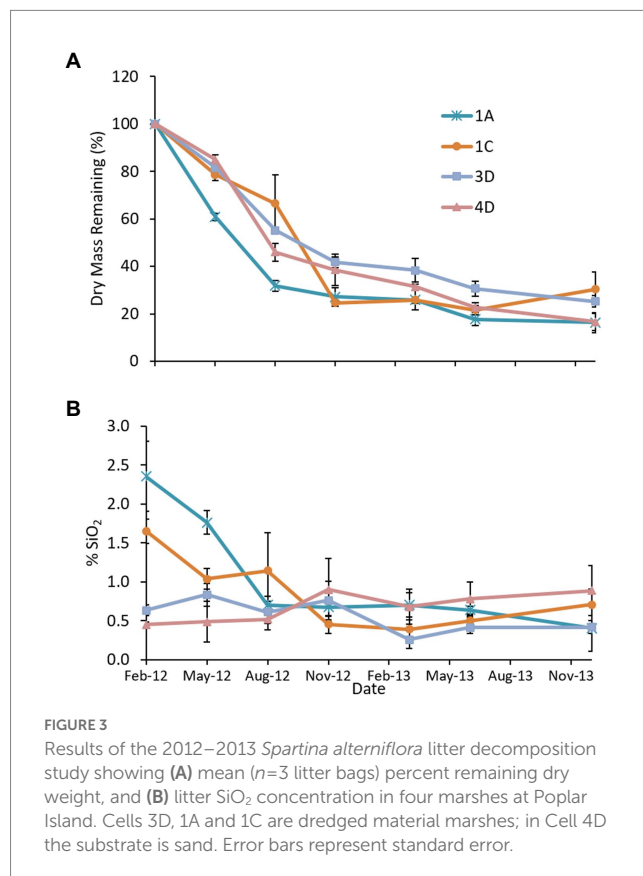 A
120
100
80
60
40
20
0
Dry Mass Remaining (%)
1A
1C
3D
4D
B
3.0
2.5
2.0
1.5
1.0
0.5
0.0
% SiO₂
Feb-12 May-12 Aug-12 Nov-12 Feb-13 May-13 Aug-13 Nov-13
Date
FIGURE 3
Results of the 2012–2013 Spartina alterniflora litter decomposition
study showing (A) mean (n=3 litter bags) percent remaining dry
weight, and (B) litter SiO₂ concentration in four marshes at Poplar
Island. Cells 3D, 1A and 1C are dredged material marshes; in Cell 4D
the substrate is sand. Error bars represent standard error.